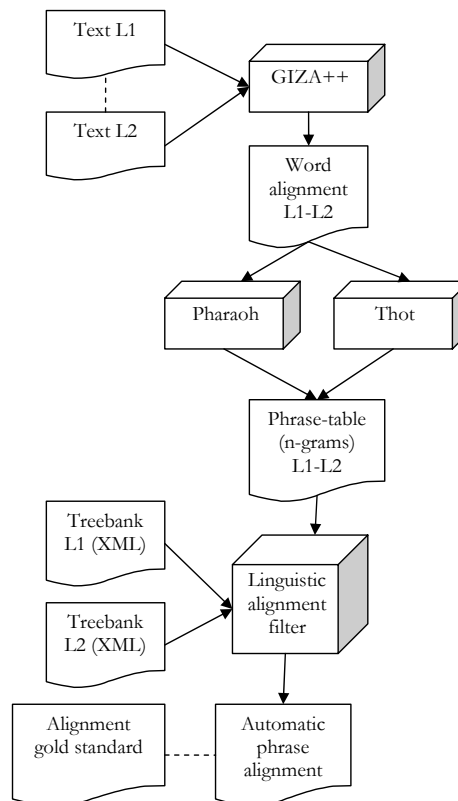 Text L1
GIZA++
Text L2
Word
alignment
L1-L2
Pharaoh
Thot
Phrase-table
(n-grams)
L1-L2
Treebank
L1 (XML)
Linguistic
alignment
filter
Treebank
L2 (XML)
Alignment
gold standard
Automatic
phrase
alignment